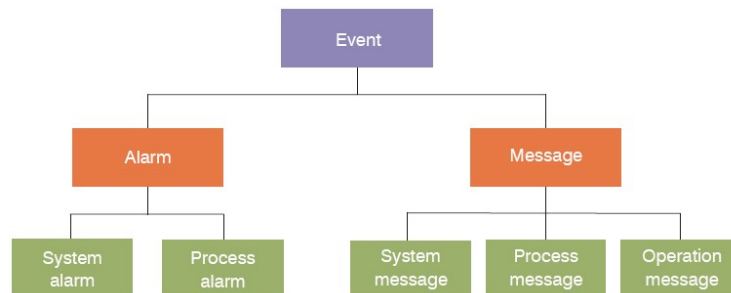 Event
Alarm
Message
System
alarm
Process
alarm
System
message
Process
message
Operation
message